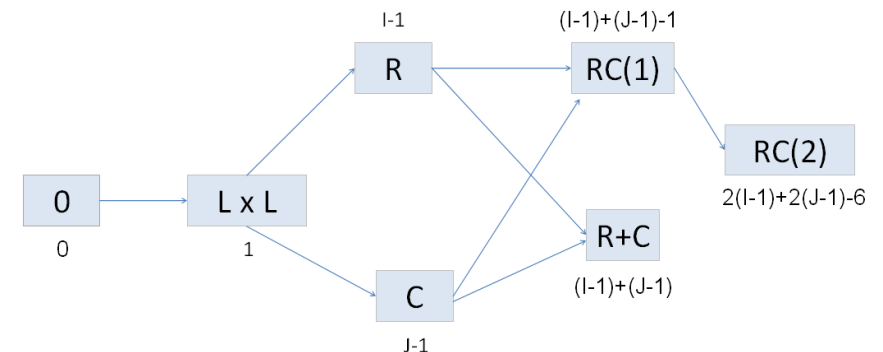 I-1
(I-1)+(J-1)-1
R
RC(1)
RC(2)
2(I-1)+2(J-1)-6
0
L x L
0
1
R+C
(I-1)+(J-1)
C
J-1